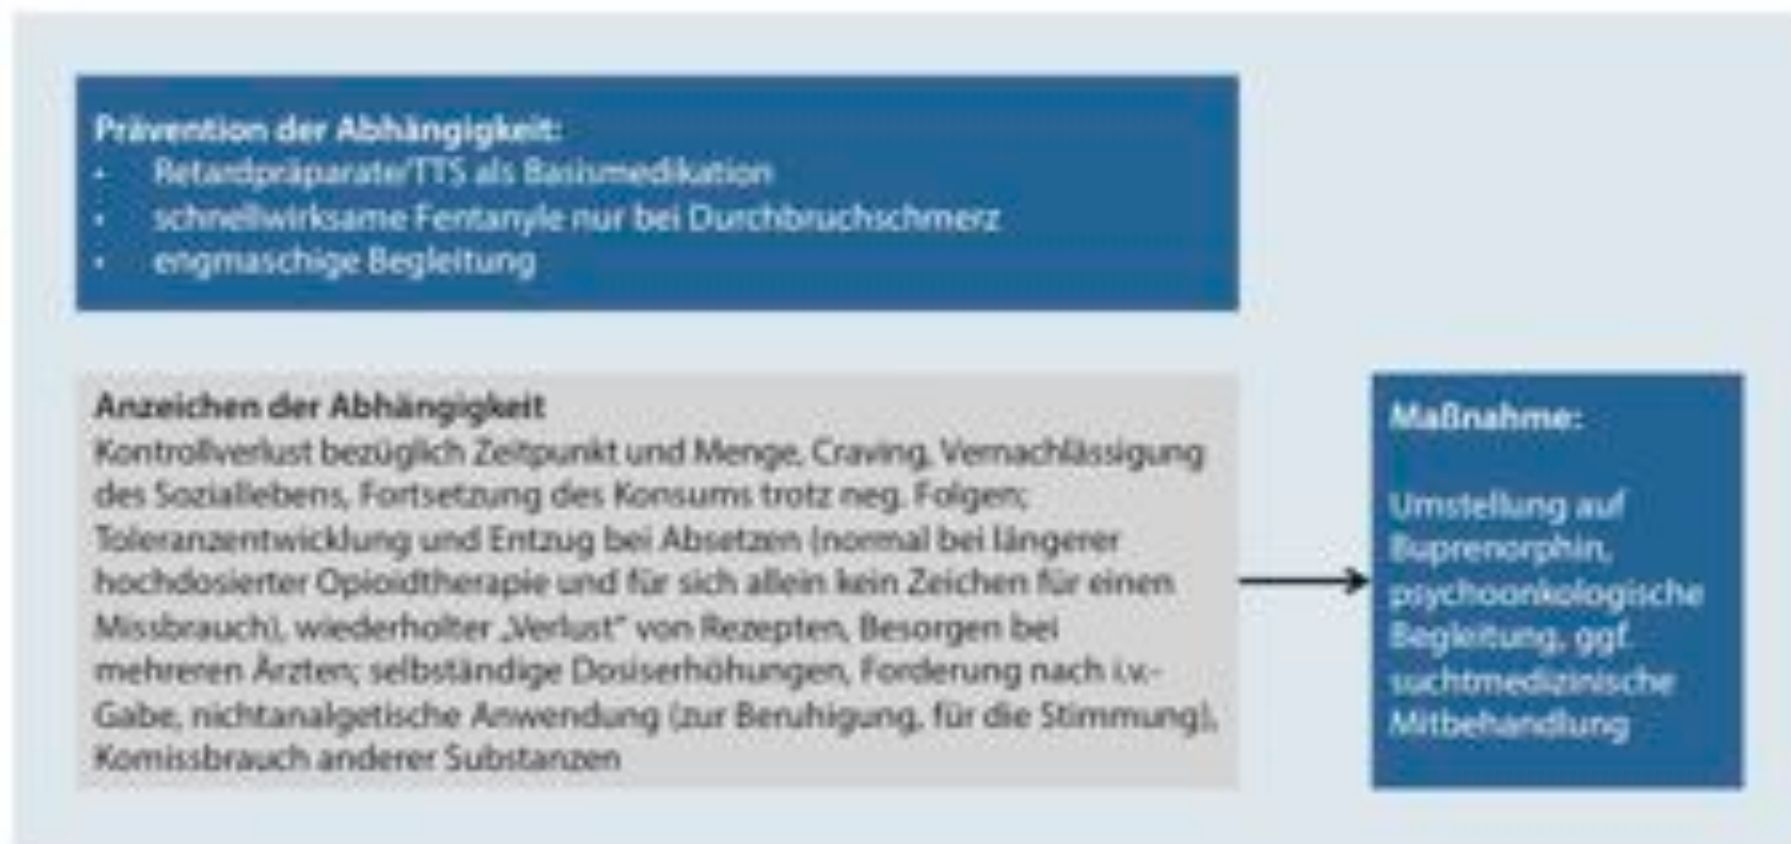 Prävention der Abhängigkeit:
• Retardpräparate/TTS als Basismedikation
• schnellwirksame Fentanyle nur bei Durchbruchschmerz
• engmaschige Begleitung
Anzeichen der Abhängigkeit
Kontrollverlust bezüglich Zeitpunkt und Menge, Craving, Vernachlässigung
des Soziallebens, Fortsetzung des Konsums trotz neg. Folgen;
Toleranzentwicklung und Entzug bei Absetzen (normal bei längerer
hochdosierter Opioidtherapie und für sich allein kein Zeichen für einen
Missbrauch), wiederholter „Verlust“ von Rezepten, Besorgen bei
mehreren Ärzten; selbständige Dosiserhöhungen, Forderung nach i.v.-
Gabe, nichtanalgetische Anwendung (zur Beruhigung, für die Stimmung),
Komissbrauch anderer Substanzen
Maßnahme:
Umstellung auf
Buprenorphin,
psychoonkologische
Begleitung, ggf.
suchtmedizinische
Mitbehandlung